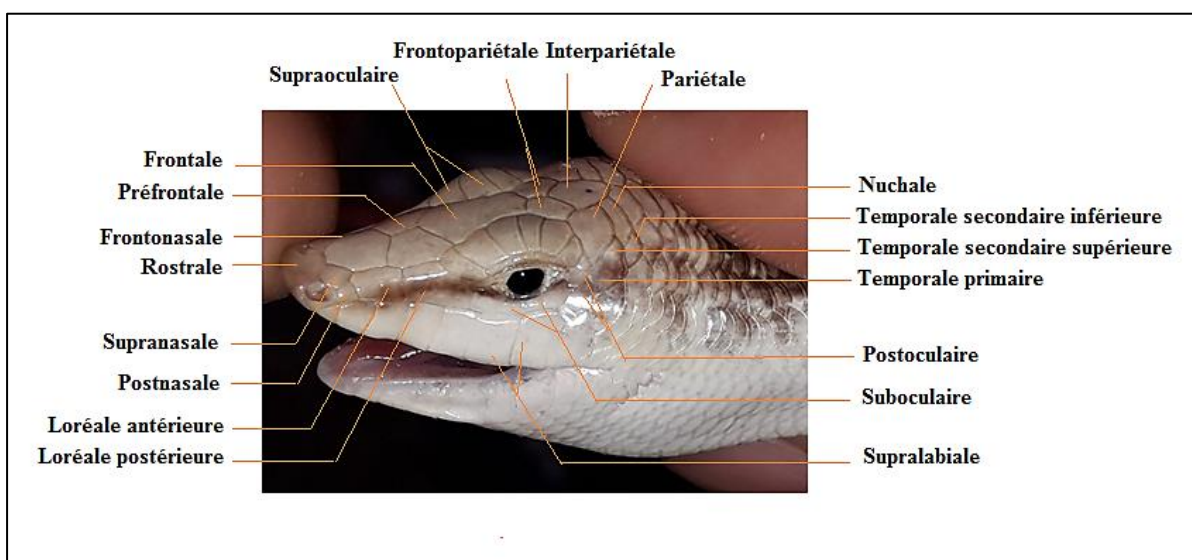 Frontopariétale Interpariétale
Supraoculaire
Pariétale
Frontale
Préfrontale
Frontonasale
Rostrale
Supranasale
Postnasale
Loréale antérieure
Loréale postérieure
Nuchale
Temporale secondaire inférieure
Temporale secondaire supérieure
Temporale primaire
Postoculaire
Suboculaire
Supralabiale